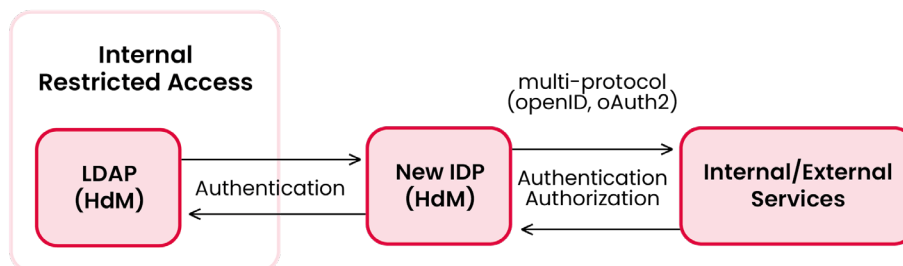 Internal
Restricted Access
multi-protocol
(openID, oAuth2)
LDAP
(HdM)
Authentication
New IDP
(HdM)
Authentication
Authorization
Internal/External
Services